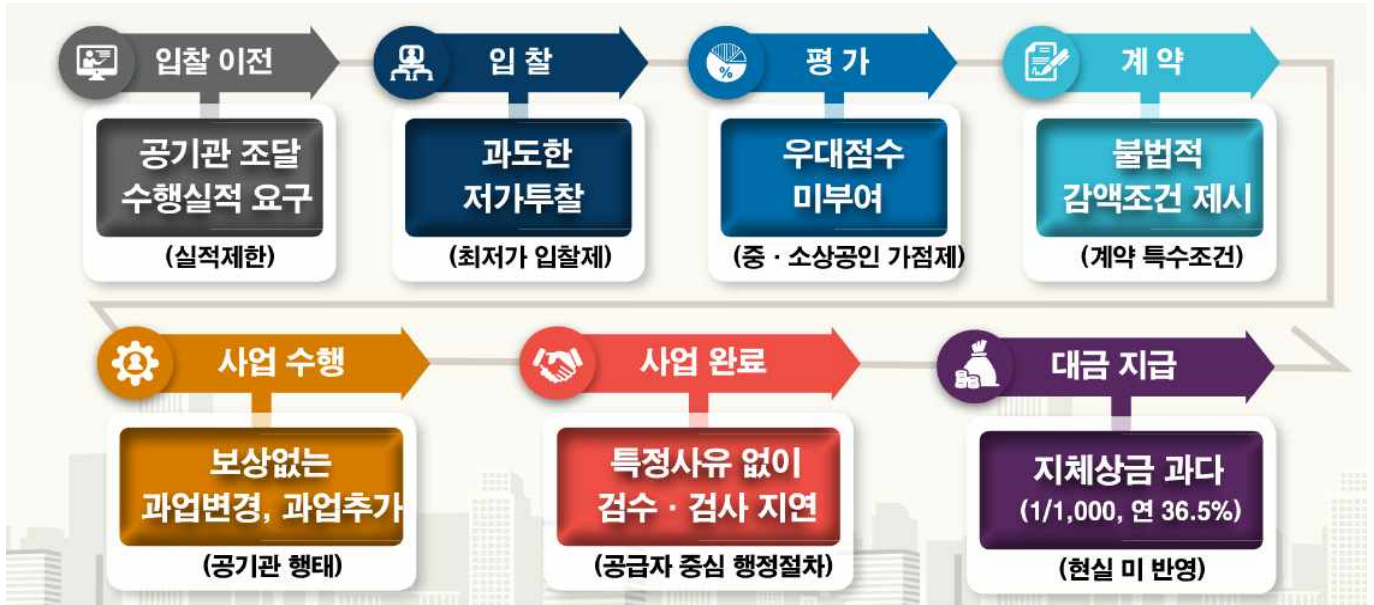 입찰 이전
공기관 조달
수행실적 요구
(실적제한)
입 찰
과도한
저가투찰
(최저가 입찰제)
%
평 가
우대점수
미부여
(중 · 소상공인 가점제)
계 약
불법적
감액조건 제시
(계약 특수조건)
사업 수행
보상없는
과업변경, 과업추가
(공기관 행태)
사업 완료
특정사유 없이
검수 · 검사 지연
(공급자 중심 행정절차)
대금 지급
지체상금 과다
(1/1,000, 연 36.5%)
(현실 미 반영)